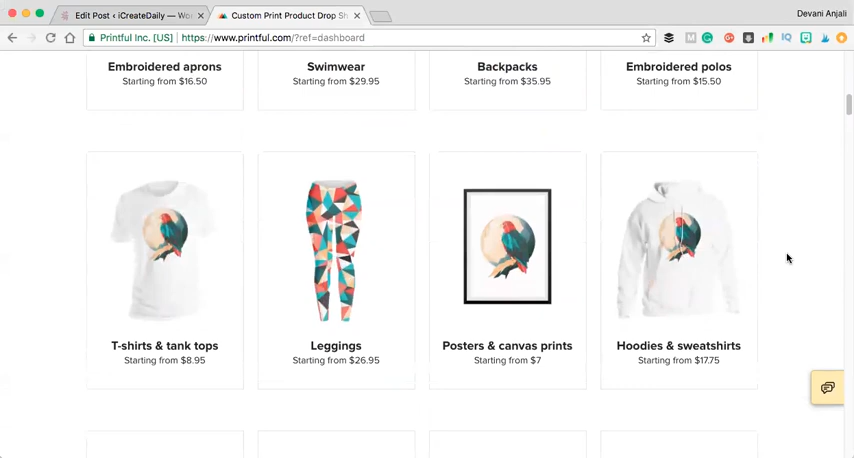 Edit Post ‹ iCreateDaily — Wor
Custom Print Product Drop Sh
Devani Anjali
Printful Inc. [US]
https://www.printful.com/?ref=dashboard
Embroidered aprons
Starting from $16.50
Swimwear
Starting from $29.95
Backpacks
Starting from $35.95
Embroidered polos
Starting from $15.50
T-shirts & tank tops
Starting from $8.95
Leggings
Starting from $26.95
Posters & canvas prints
Starting from $7
Hoodies & sweatshirts
Starting from $17.75